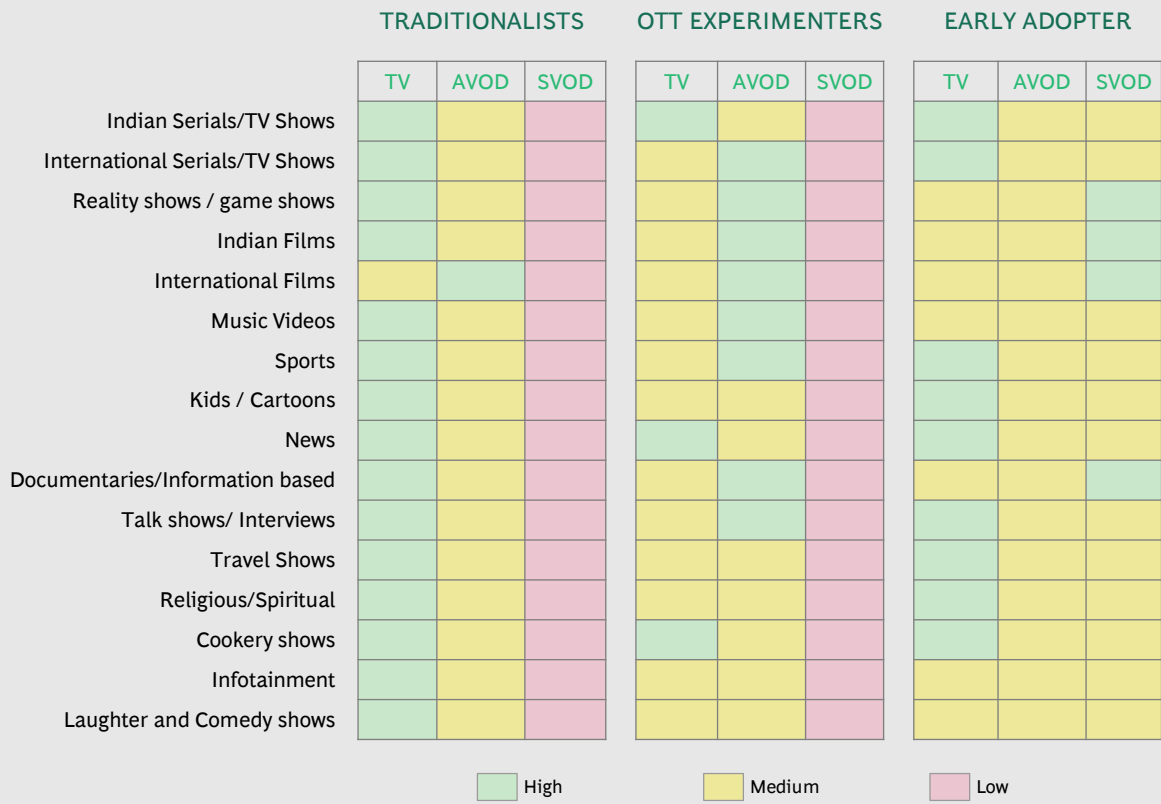 TRADITIONALISTS OTT EXPERIMENTERS EARLY ADOPTER
TV AVOD SVOD TV AVOD SVOD TV AVOD SVOD
Indian Serials/TV Shows
International Serials/TV Shows
Reality shows / game shows
Indian Films
International Films
Music Videos
Sports
Kids / Cartoons
News
Documentaries/Information based
Talk shows/ Interviews
Travel Shows
Religious/Spiritual
Cookery shows
Infotainment
Laughter and Comedy shows
High Medium Low